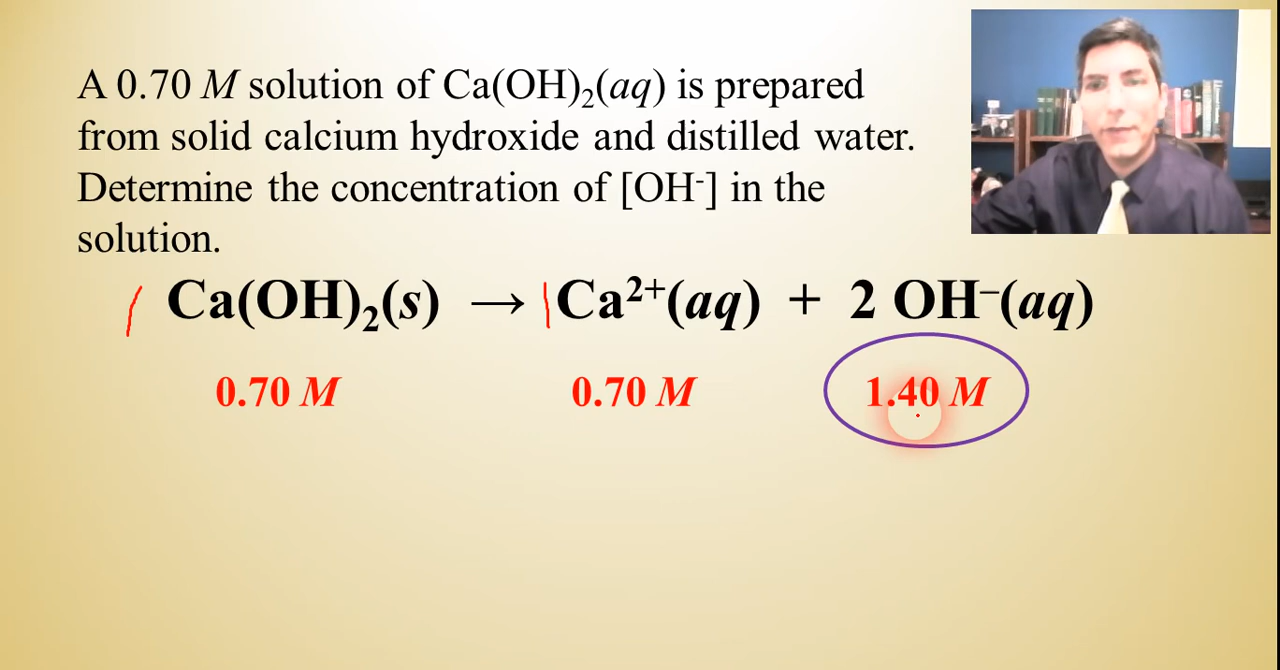 A 0.70 M solution of Ca(OH)₂(aq) is prepared
from solid calcium hydroxide and distilled water.
Determine the concentration of [OH⁻] in the
solution.
1 Ca(OH)₂(s) → 1 Ca²⁺(aq) + 2 OH⁻(aq)
0.70 M 0.70 M 1.40 M